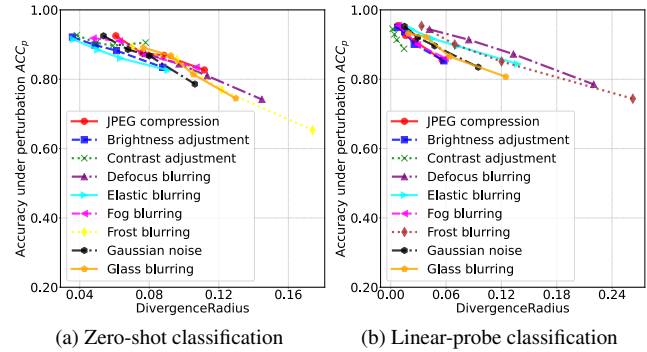 Accuracy under perturbation ACCp
1.00
0.80
0.60
0.40
0.20
JPEG compression
Brightness adjustment
Contrast adjustment
Defocus blurring
Elastic blurring
Fog blurring
Frost blurring
Gaussian noise
Glass blurring
0.04 0.08 0.12 0.16
DivergenceRadius
(a) Zero-shot classification
Accuracy under perturbation ACCp
1.00
0.80
0.60
0.40
0.20
JPEG compression
Brightness adjustment
Contrast adjustment
Defocus blurring
Elastic blurring
Fog blurring
Frost blurring
Gaussian noise
Glass blurring
0.00 0.06 0.12 0.18 0.24
DivergenceRadius
(b) Linear-probe classification